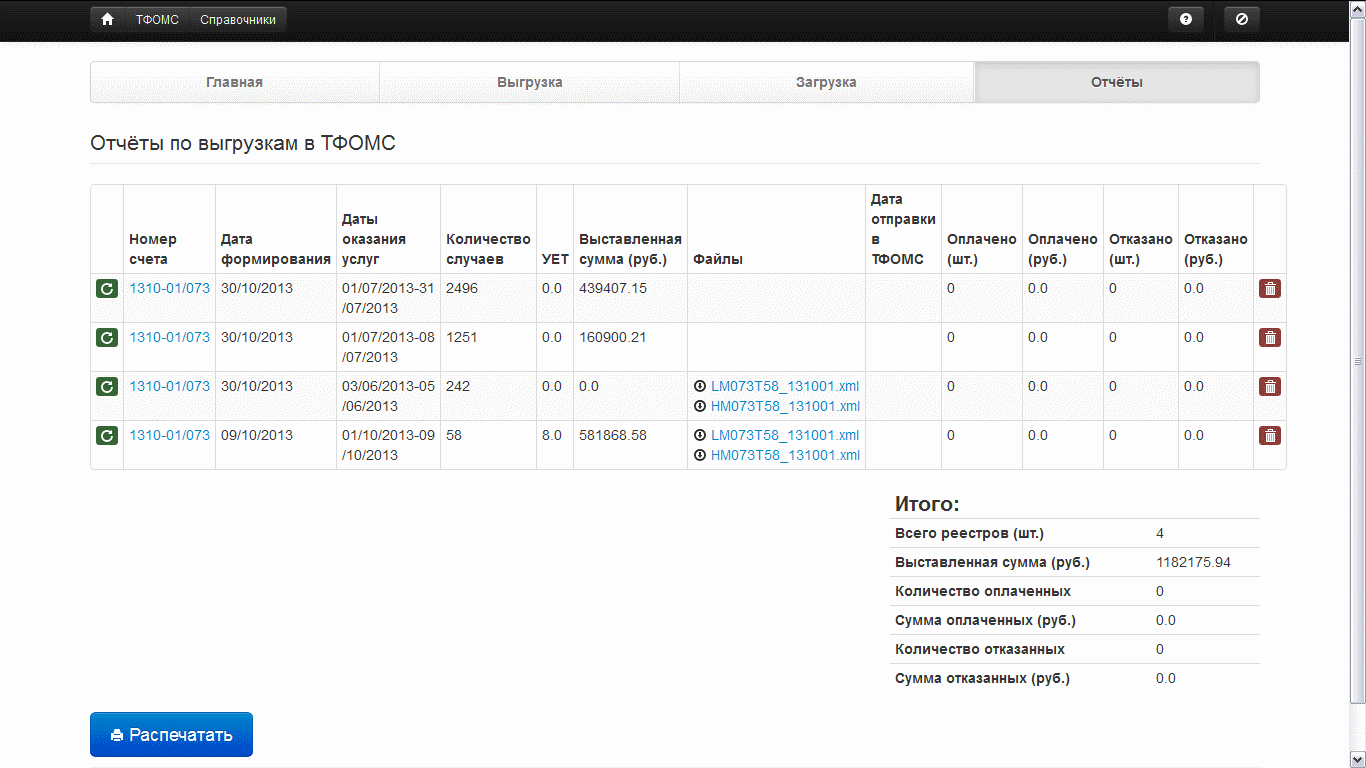 ТФОМС Справочники
Главная Выгрузка Загрузка Отчёты
Отчёты по выгрузкам в ТФОМС
Номер счета Дата формирования Даты оказания услуг Количество случаев УЕТ Выставленная сумма (руб.) Файлы Дата отправки в ТФОМС Оплачено (шт.) Оплачено (руб.) Отказано (шт.) Отказано (руб.)
1310-01/073 30/10/2013 01/07/2013-31 2496 0.0 439407.15 0 0.0 0 0.0
/07/2013
1310-01/073 30/10/2013 01/07/2013-08 1251 0.0 160900.21 0 0.0 0 0.0
/07/2013
1310-01/073 30/10/2013 03/06/2013-05 242 0.0 0.0 LM073T58_131001.xml 0 0.0 0 0.0
/06/2013 HM073T58_131001.xml
1310-01/073 09/10/2013 01/10/2013-09 58 8.0 581868.58 LM073T58_131001.xml 0 0.0 0 0.0
/10/2013 HM073T58_131001.xml
Итого:
Всего реестров (шт.) 4
Выставленная сумма (руб.) 1182175.94
Количество оплаченных 0
Сумма оплаченных (руб.) 0.0
Количество отказанных 0
Сумма отказанных (руб.) 0.0
Распечатать